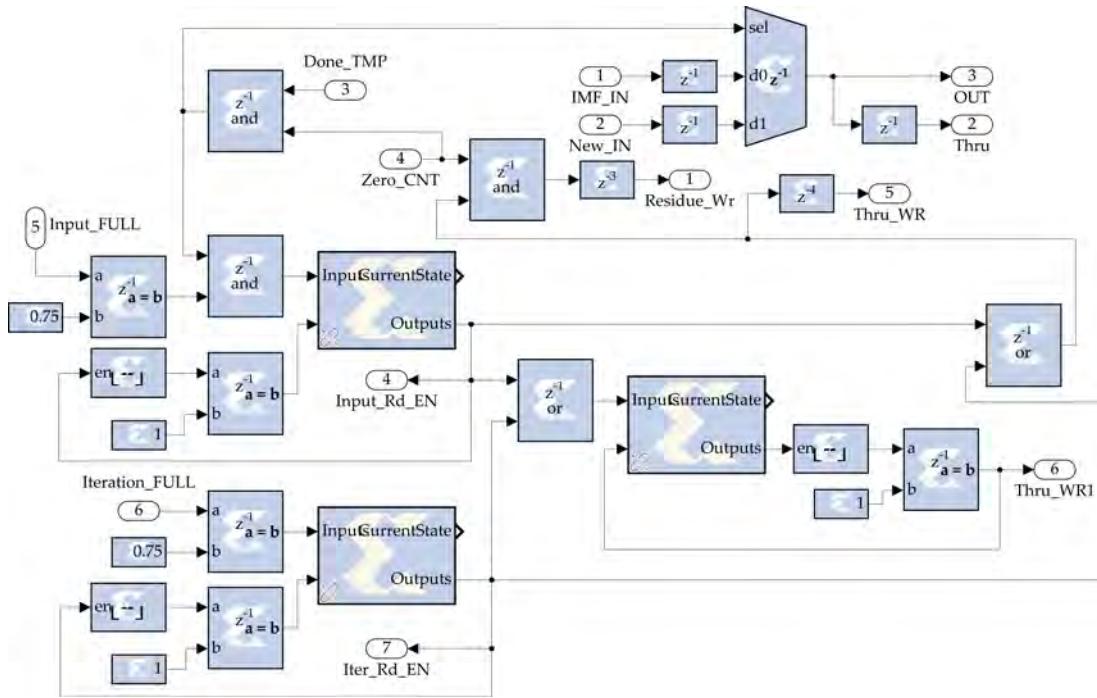 sel
Done_TMP
3
z⁻¹
and
1
IMF_IN
z⁻¹
d0
z⁻¹
3
OUT
2
New_IN
z⁻¹
d1
z⁻¹
2
Thru
4
Zero_CNT
z⁻¹
and
z⁻³
1
Residue_Wr
z⁻⁴
5
Thru_WR
5
Input_FULL
a
z⁻¹
a = b
b
0.75
z⁻¹
and
Input
CurrentState
Outputs
z⁻¹
or
en
a
z⁻¹
a = b
b
1
4
Input_Rd_EN
z⁻¹
or
Input
CurrentState
Outputs
en
a
z⁻¹
a = b
b
1
6
Thru_WR1
Iteration_FULL
6
a
z⁻¹
a = b
b
0.75
Input
CurrentState
Outputs
en
a
z⁻¹
a = b
b
1
7
Iter_Rd_EN